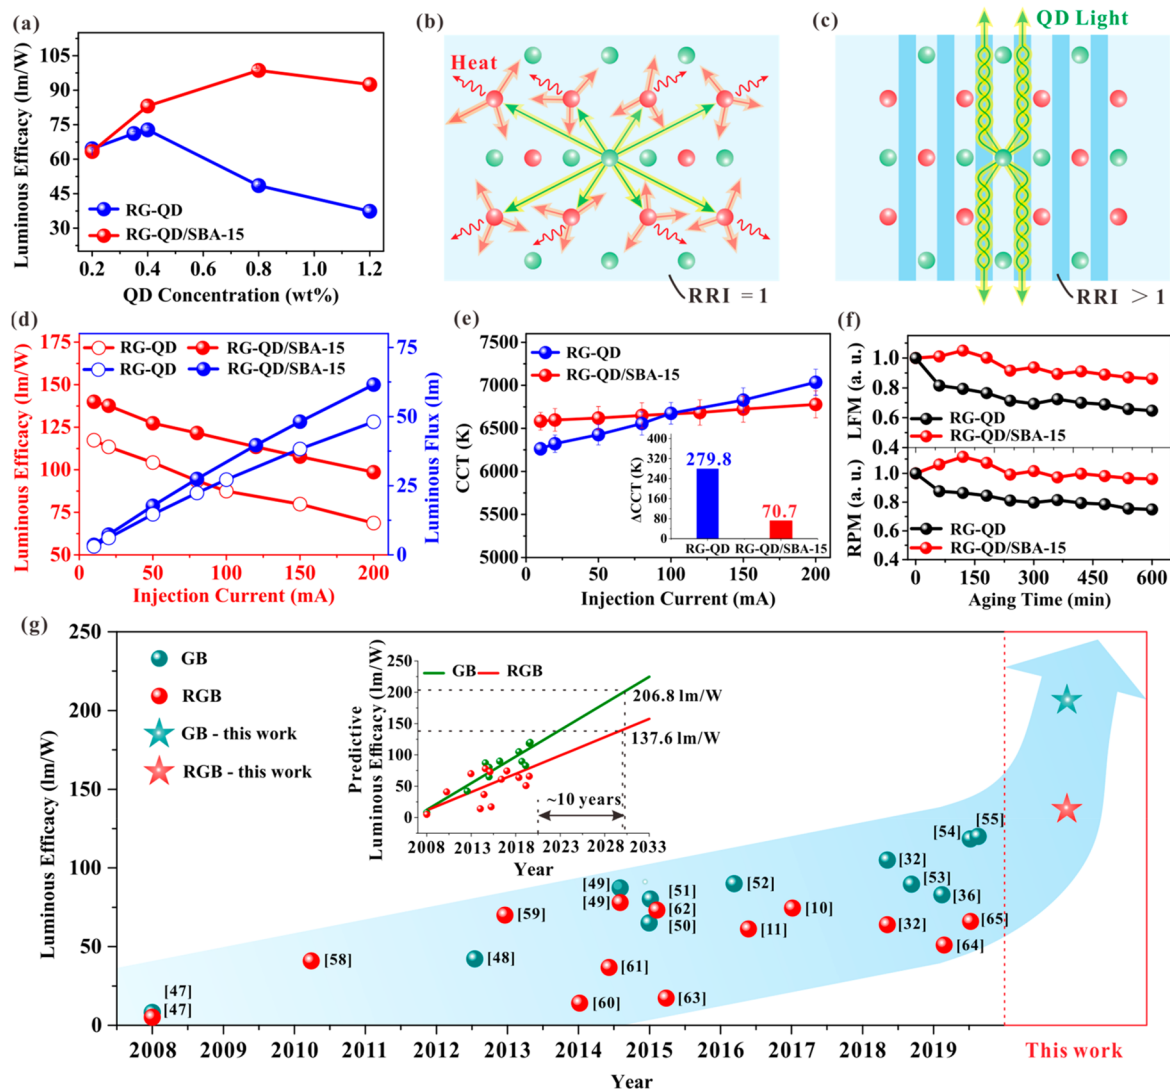 (a)
Luminous Efficacy (lm/W)
105
90
75
60
45
30
RG-QD
RG-QD/SBA-15
0.2 0.4 0.6 0.8 1.0 1.2
QD Concentration (wt%)
(b)
Heat
RRI = 1
(c)
QD Light
RRI > 1
(d)
Luminous Efficacy (lm/W)
175
150
125
100
75
50
RG-QD RG-QD/SBA-15
RG-QD RG-QD/SBA-15
75
50
25
0
Luminous Flux (lm)
0 50 100 150 200
Injection Current (mA)
(e)
CCT (K)
7500
7000
6500
6000
5500
5000
RG-QD
RG-QD/SBA-15
ΔCCT (K)
400
320
240
160
80
0
279.8
70.7
RG-QD RG-QD/SBA-15
0 50 100 150 200
Injection Current (mA)
(f)
LFM (a. u.)
1.0
0.8
0.6
0.4
RG-QD
RG-QD/SBA-15
RPM (a. u.)
1.0
0.8
0.6
0.4
RG-QD
RG-QD/SBA-15
0 150 300 450 600
Aging Time (min)
(g)
Luminous Efficacy (lm/W)
250
200
150
100
50
0
GB
RGB
GB - this work
RGB - this work
Predictive
Luminous Efficacy (lm/W)
250
200
150
100
50
0
GB RGB
206.8 lm/W
137.6 lm/W
~10 years
2008 2013 2018 2023 2028 2033
Year
[47]
[47]
[58]
[48]
[59]
[60]
[61]
[49]
[49]
[51]
[62]
[50]
[63]
[52]
[11]
[10]
[32]
[32]
[53]
[36]
[64]
[54]
[55]
[65]
2008 2009 2010 2011 2012 2013 2014 2015 2016 2017 2018 2019
This work
Year